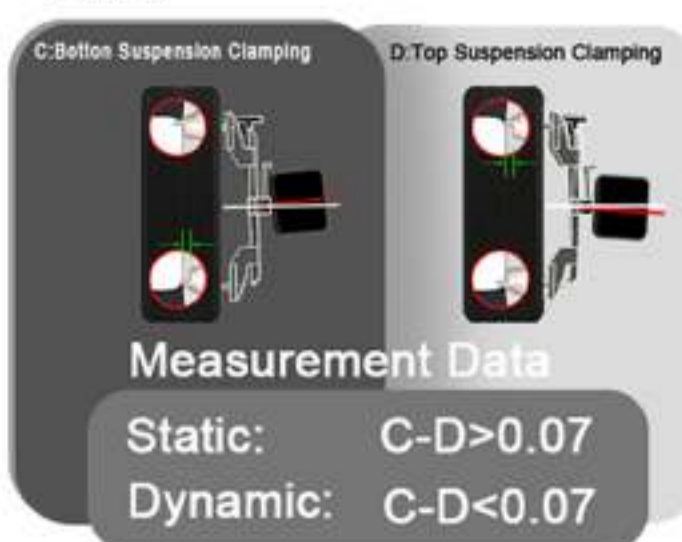 C:Botton Suspension Clamping
D:Top Suspension Clamping
Measurement Data
Static: C-D>0.07
Dynamic: C-D<0.07